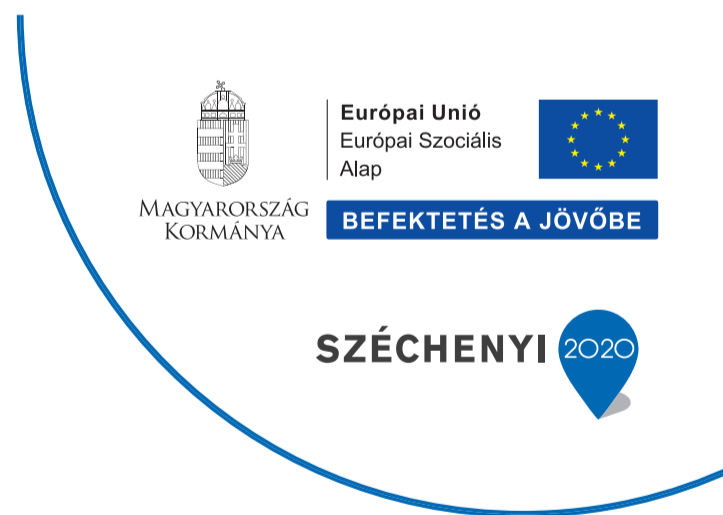 Európai Unió
Európai Szociális
Alap
MAGYARORSZÁG
KORMÁNYA
BEFEKTETÉS A JÖVŐBE
SZÉCHENYI 2020